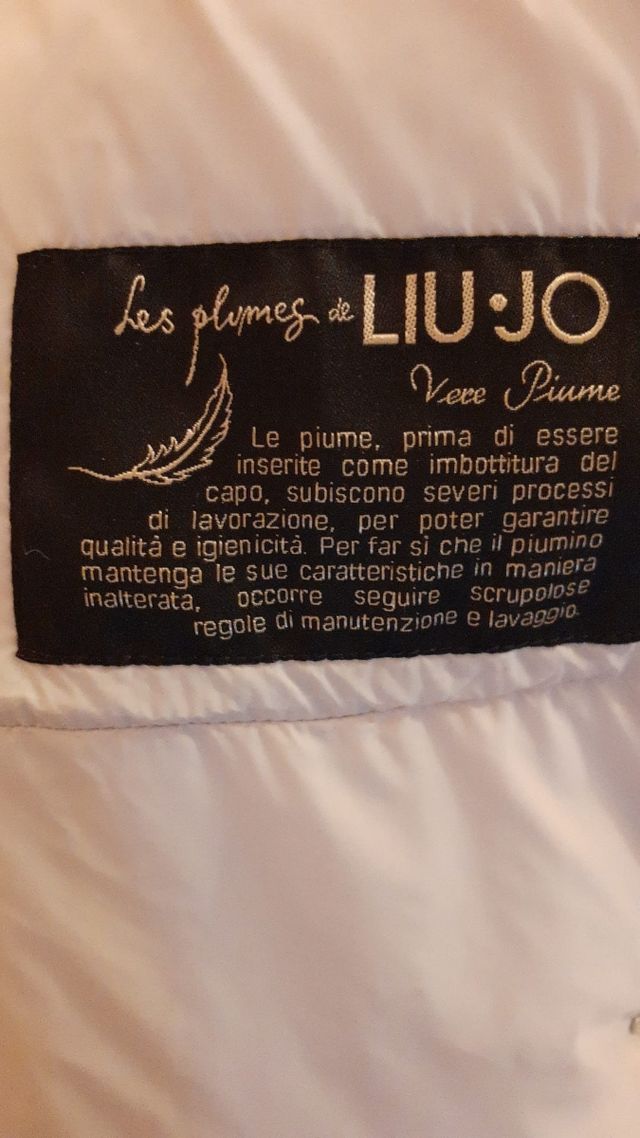 Les plumes de LIU·JO
Vere Piume
Le piume, prima di essere
inserite come imbottitura del
capo, subiscono severi processi
di lavorazione, per poter garantire
qualità e igienicità. Per far sì che il piumino
mantenga le sue caratteristiche in maniera
inalterata, occorre seguire scrupolose
regole di manutenzione e lavaggio.